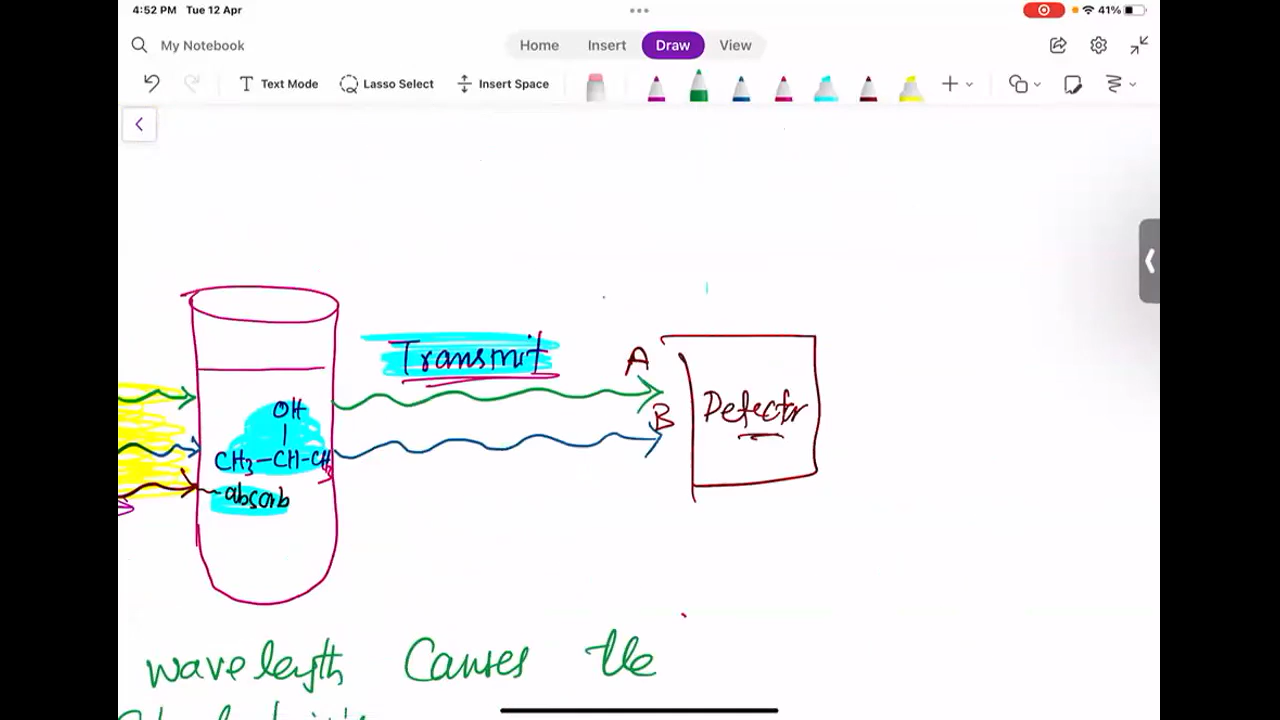 4:52 PM Tue 12 Apr
41%
My Notebook
Home Insert Draw View
Text Mode Lasso Select Insert Space
Transmit
A
B
Detector
OH
CH3-CH-CH3
absorb
wavelength Causes the